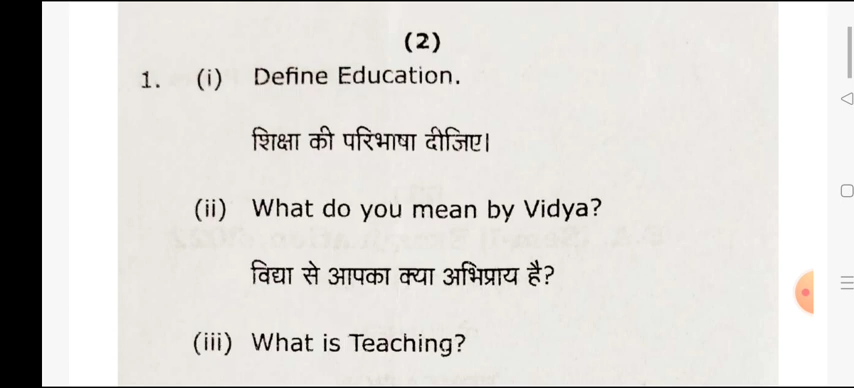 (2)
1. (i) Define Education.
शिक्षा की परिभाषा दीजिए।
(ii) What do you mean by Vidya?
विद्या से आपका क्या अभिप्राय है?
(iii) What is Teaching?